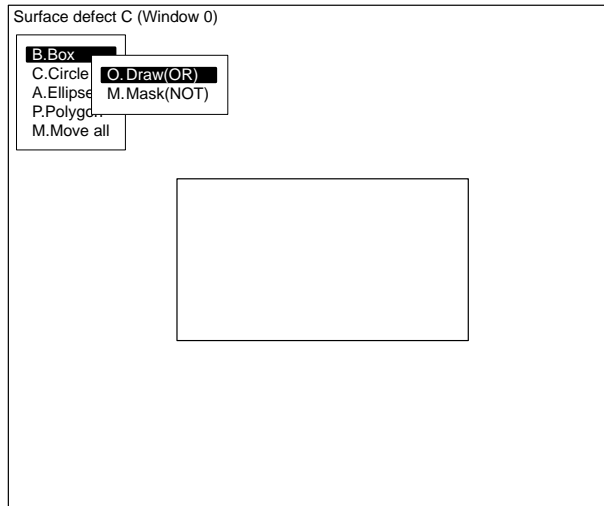 Surface defect C (Window 0)
B.Box
C.Circle
A.Ellipse
P.Polygon
M.Move all
O.Draw(OR)
M.Mask(NOT)